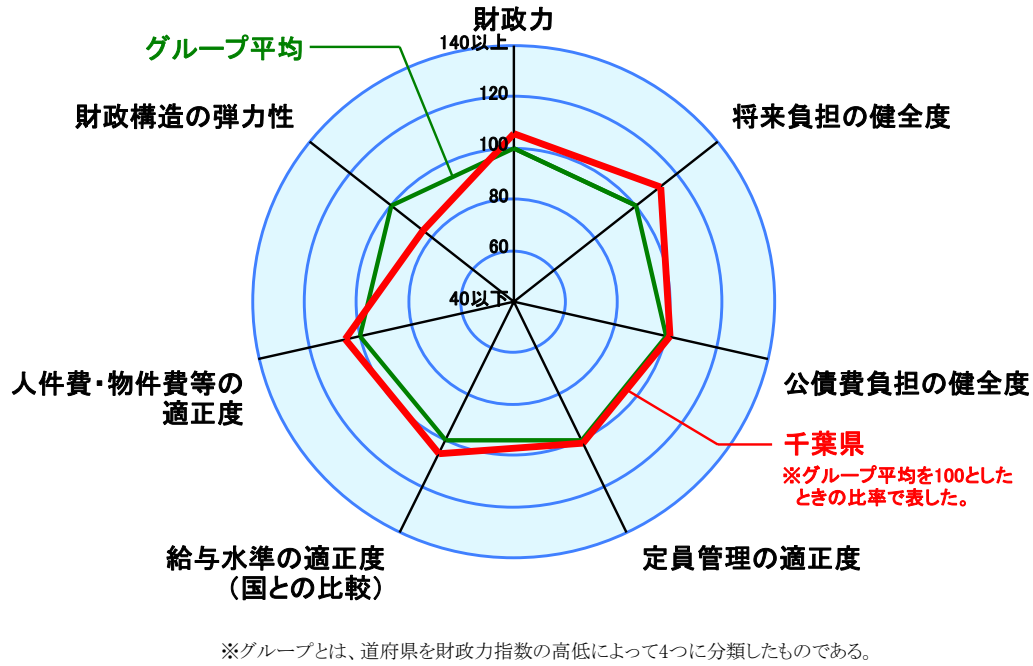 財政力
140以上
グループ平均
120
財政構造の弾力性
将来負担の健全度
100
80
60
40以下
人件費・物件費等の
適正度
公債費負担の健全度
千葉県
※グループ平均を100とした
ときの比率で表した。
給与水準の適正度
（国との比較）
定員管理の適正度
※グループとは、道府県を財政力指数の高低によって4つに分類したものである。